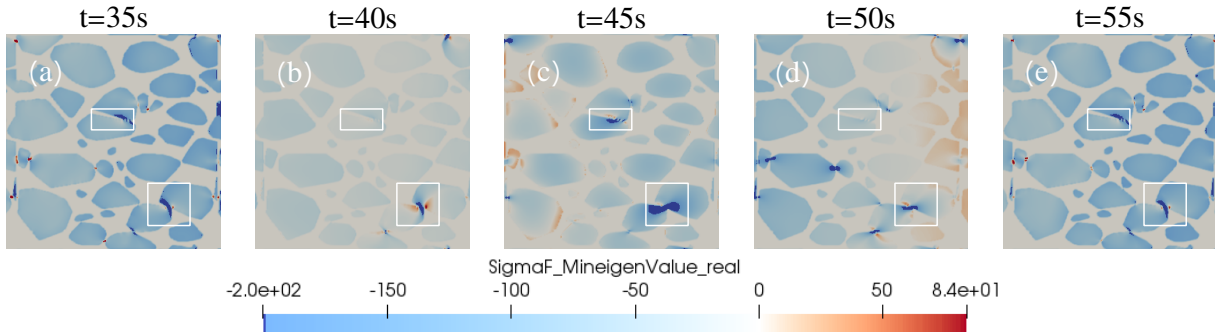 t=35s t=40s t=45s t=50s t=55s
(a) (b) (c) (d) (e)
SigmaF_MineigenValue_real
-2.0e+02 -150 -100 -50 0 50 8.4e+01